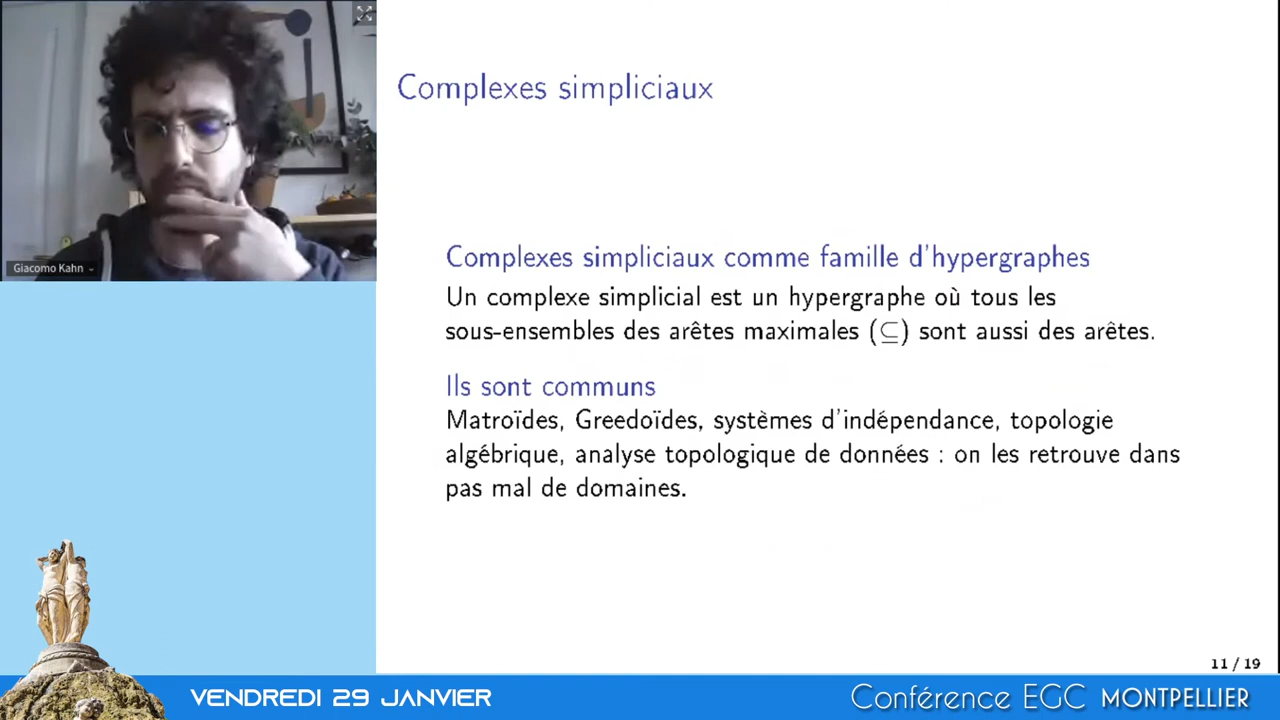 Giacomo Kahn
Complexes simpliciaux
Complexes simpliciaux comme famille d'hypergraphes
Un complexe simplicial est un hypergraphe où tous les
sous-ensembles des arêtes maximales (⊆) sont aussi des arêtes.
Ils sont communs
Matroïdes, Greedoïdes, systèmes d'indépendance, topologie
algébrique, analyse topologique de données : on les retrouve dans
pas mal de domaines.
11 / 19
VENDREDI 29 JANVIER
Conférence EGC MONTPELLIER